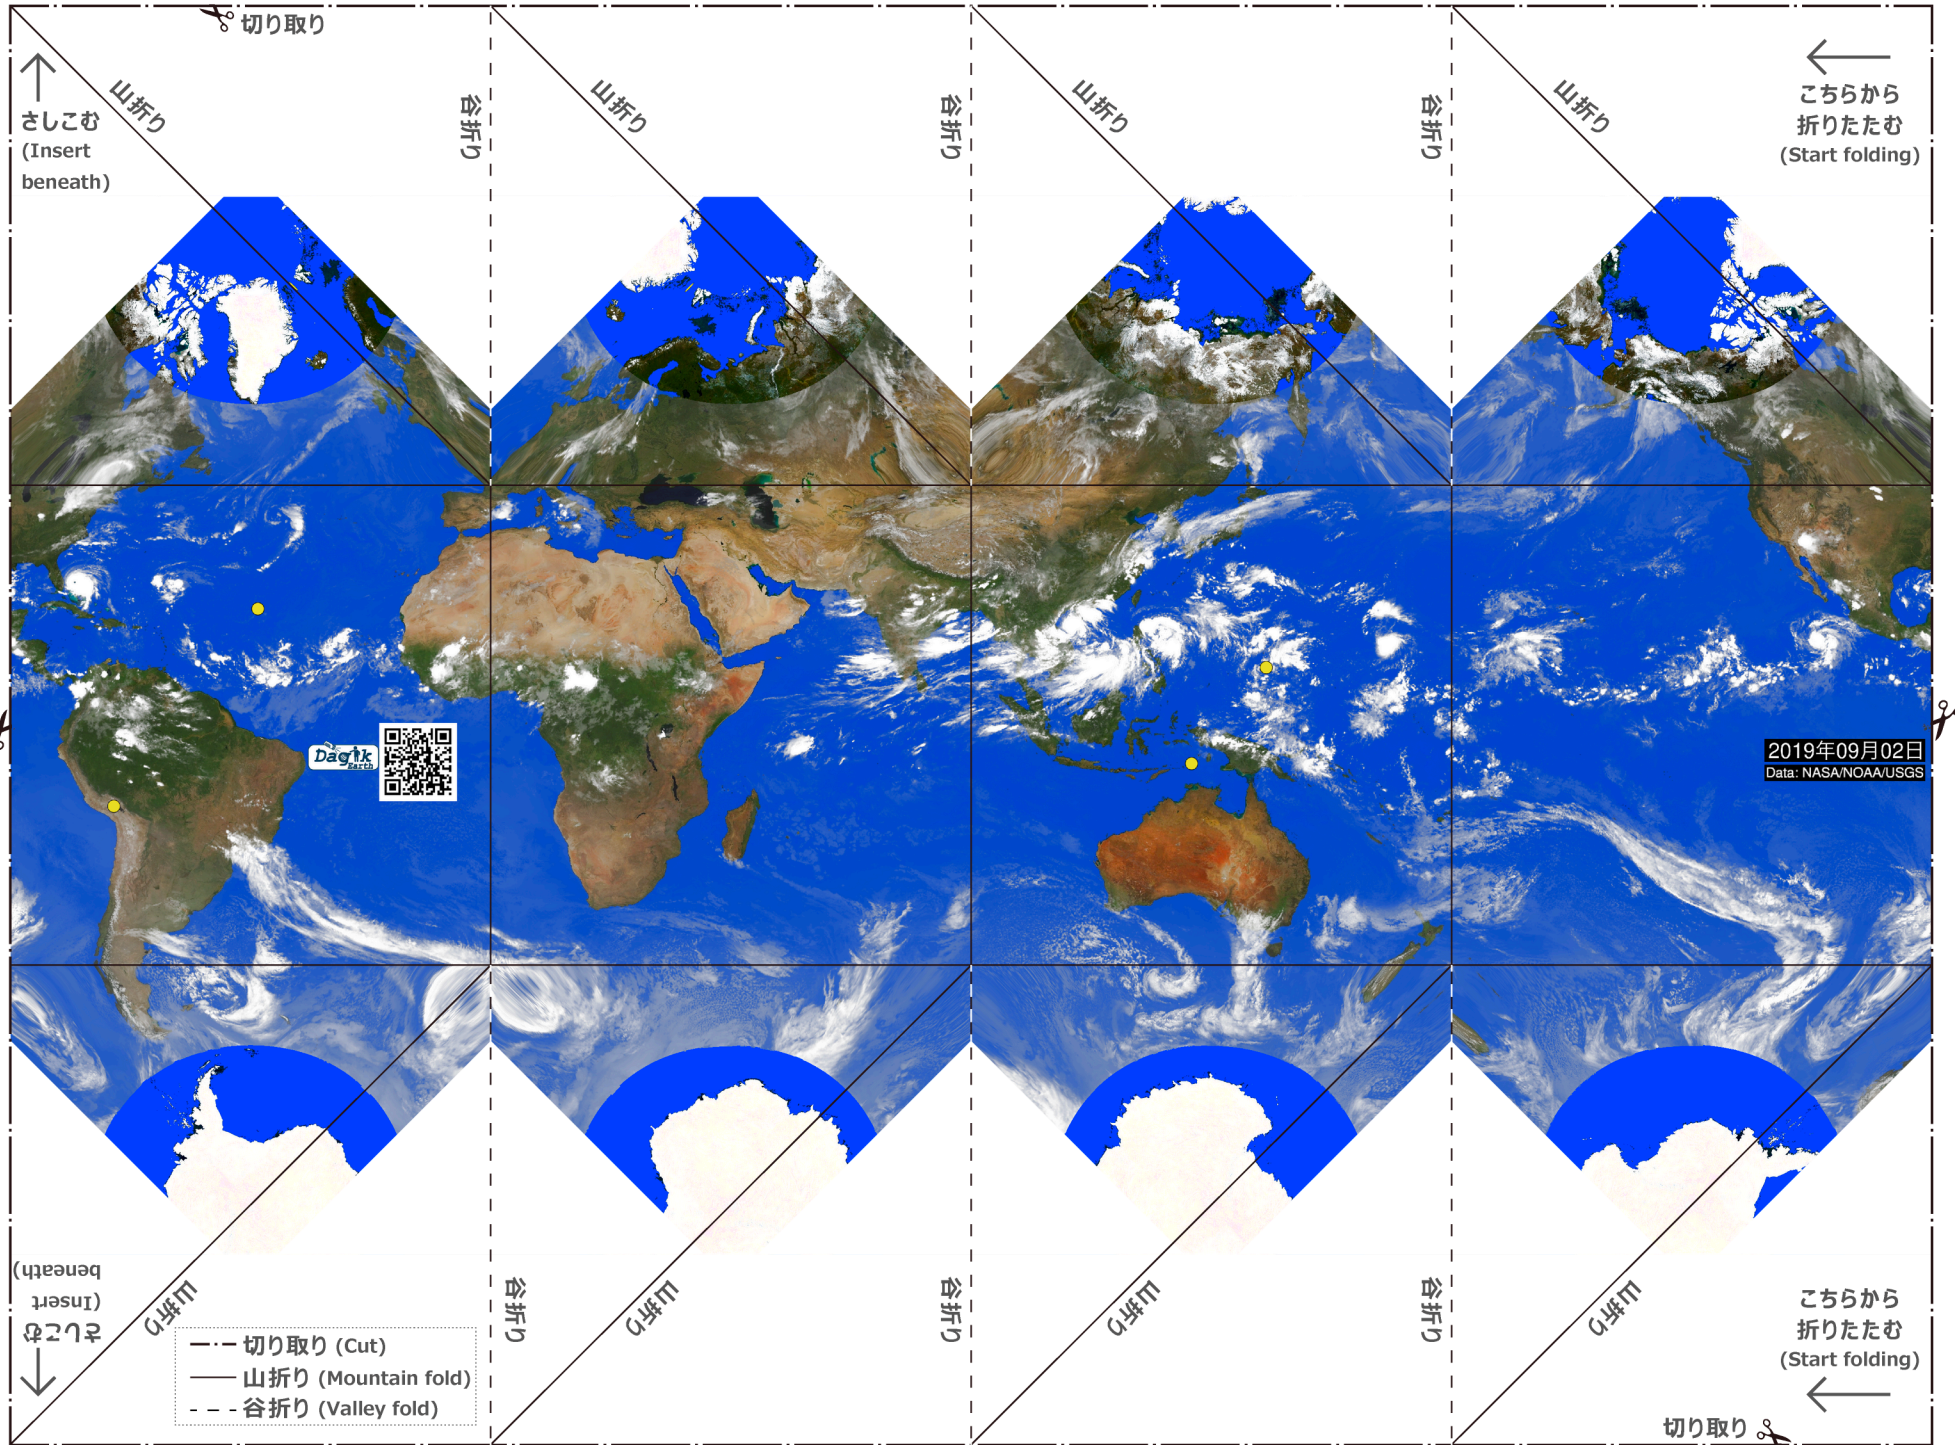 切り取り
さしこむ
(Insert
beneath)
山折り
谷折り
山折り
谷折り
山折り
谷折り
山折り
こちらから
折りたたむ
(Start folding)
Dagik
Earth
2019年09月02日
Data: NASA/NOAA/USGS
さしこむ
(Insert
beneath)
山折り
谷折り
山折り
谷折り
山折り
谷折り
山折り
こちらから
折りたたむ
(Start folding)
切り取り (Cut)
山折り (Mountain fold)
谷折り (Valley fold)
切り取り